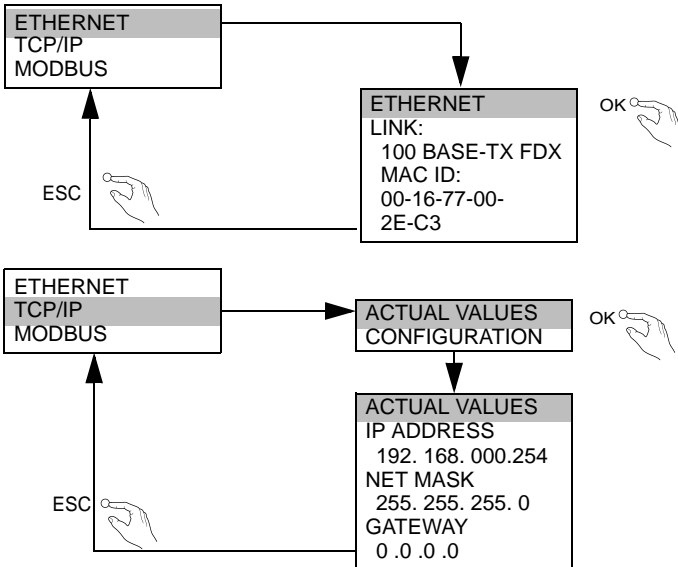 ETHERNET
TCP/IP
MODBUS
ETHERNET
LINK:
100 BASE-TX FDX
MAC ID:
00-16-77-00-
2E-C3
OK
ESC
ETHERNET
TCP/IP
MODBUS
ACTUAL VALUES
CONFIGURATION
OK
ACTUAL VALUES
IP ADDRESS
192. 168. 000.254
NET MASK
255. 255. 255. 0
GATEWAY
0 .0 .0 .0
ESC